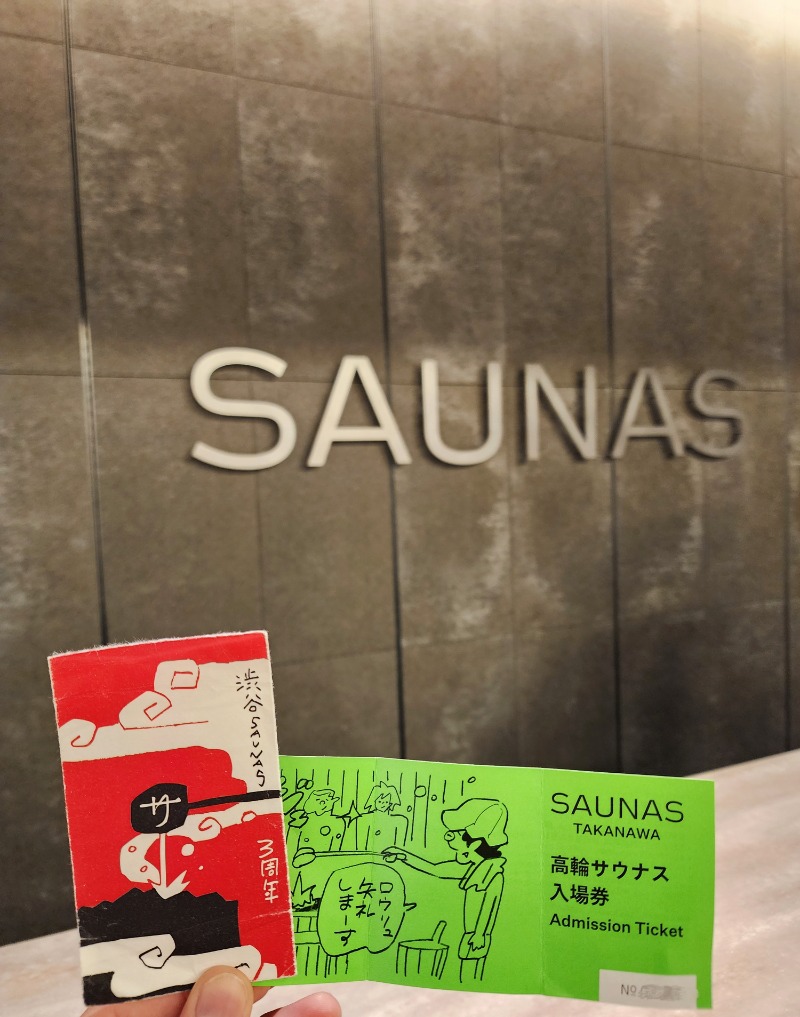 SAUNAS
渋谷SAUNAS
3周年
サ
ロウリュ
失礼
しまーす
SAUNAS
TAKANAWA
高輪サウナス
入場券
Admission Ticket
No